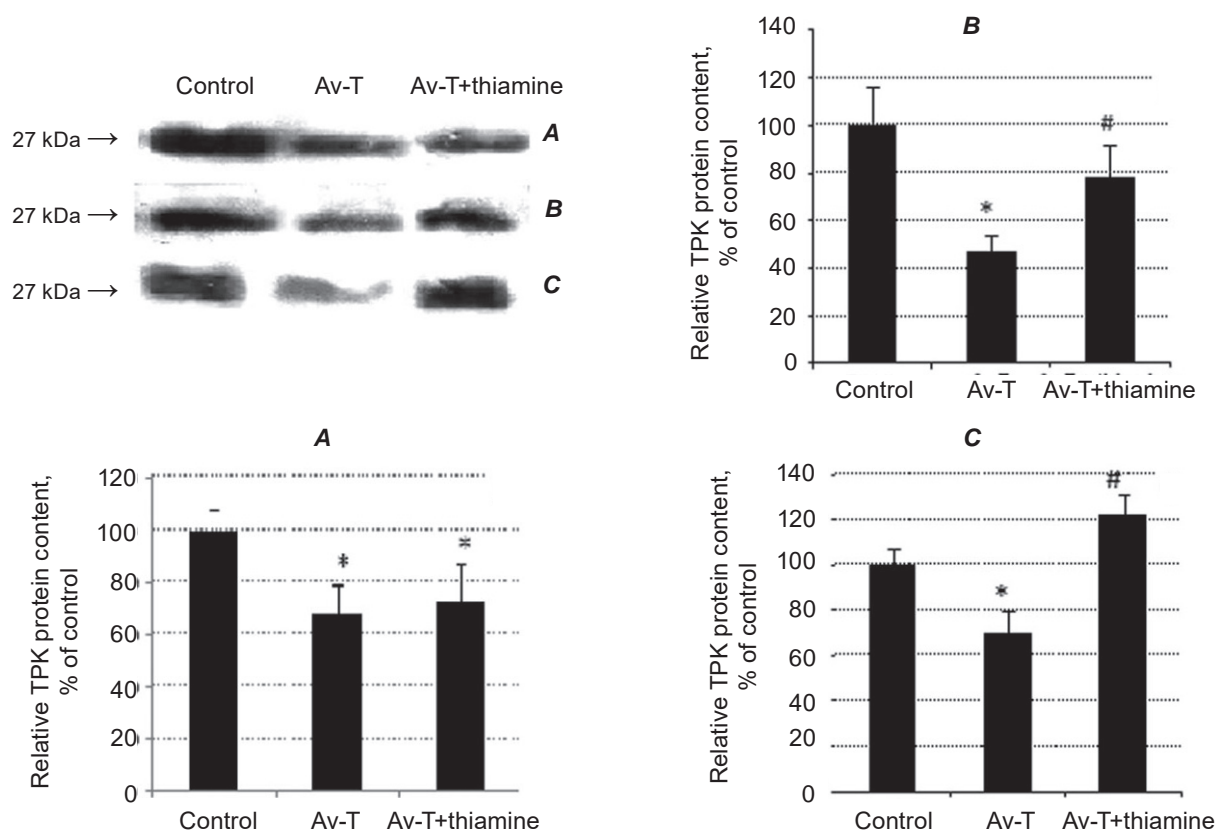 Control Av-T Av-T+thiamine
27 kDa → A
27 kDa → B
27 kDa → C
B
Relative TPK protein content,
% of control
140
120
100
80
60
40
20
0
*
#
Control Av-T Av-T+thiamine
A
Relative TPK protein content,
% of control
120
100
80
60
40
20
0
*
*
Control Av-T Av-T+thiamine
C
Relative TPK protein content,
% of control
140
120
100
80
60
40
20
0
*
#
Control Av-T Av-T+thiamine